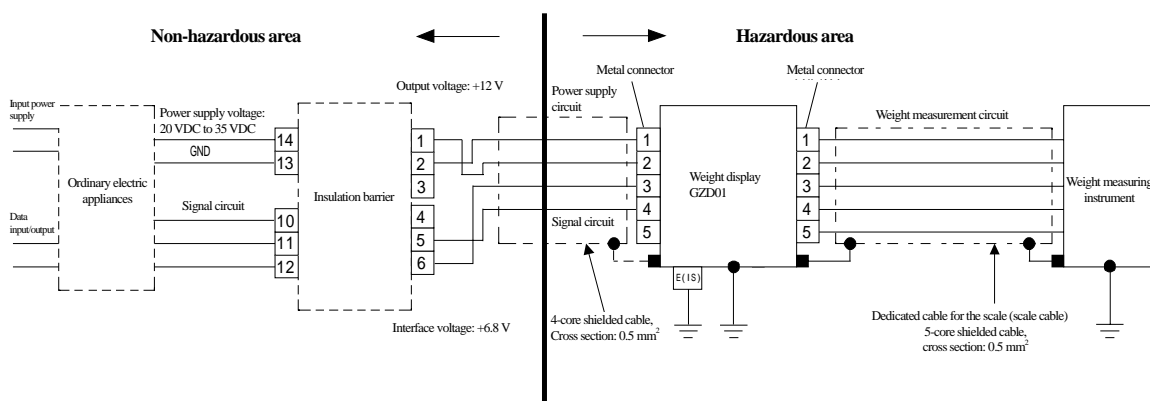 Non-hazardous area
Hazardous area
Output voltage: +12 V
Metal connector
Metal connector
Input power
supply
Power supply voltage:
20 VDC to 35 VDC
GND
Power supply
circuit
Weight measurement circuit
14
13
10
11
12
1
2
3
4
5
6
1
2
3
4
5
1
2
3
4
5
Ordinary electric
appliances
Insulation barrier
Weight display
GZD01
Weight measuring
instrument
Signal circuit
Data
input/output
Signal circuit
E(IS)
Interface voltage: +6.8 V
4-core shielded cable,
Cross section: 0.5 mm²
Dedicated cable for the scale (scale cable)
5-core shielded cable,
cross section: 0.5 mm²